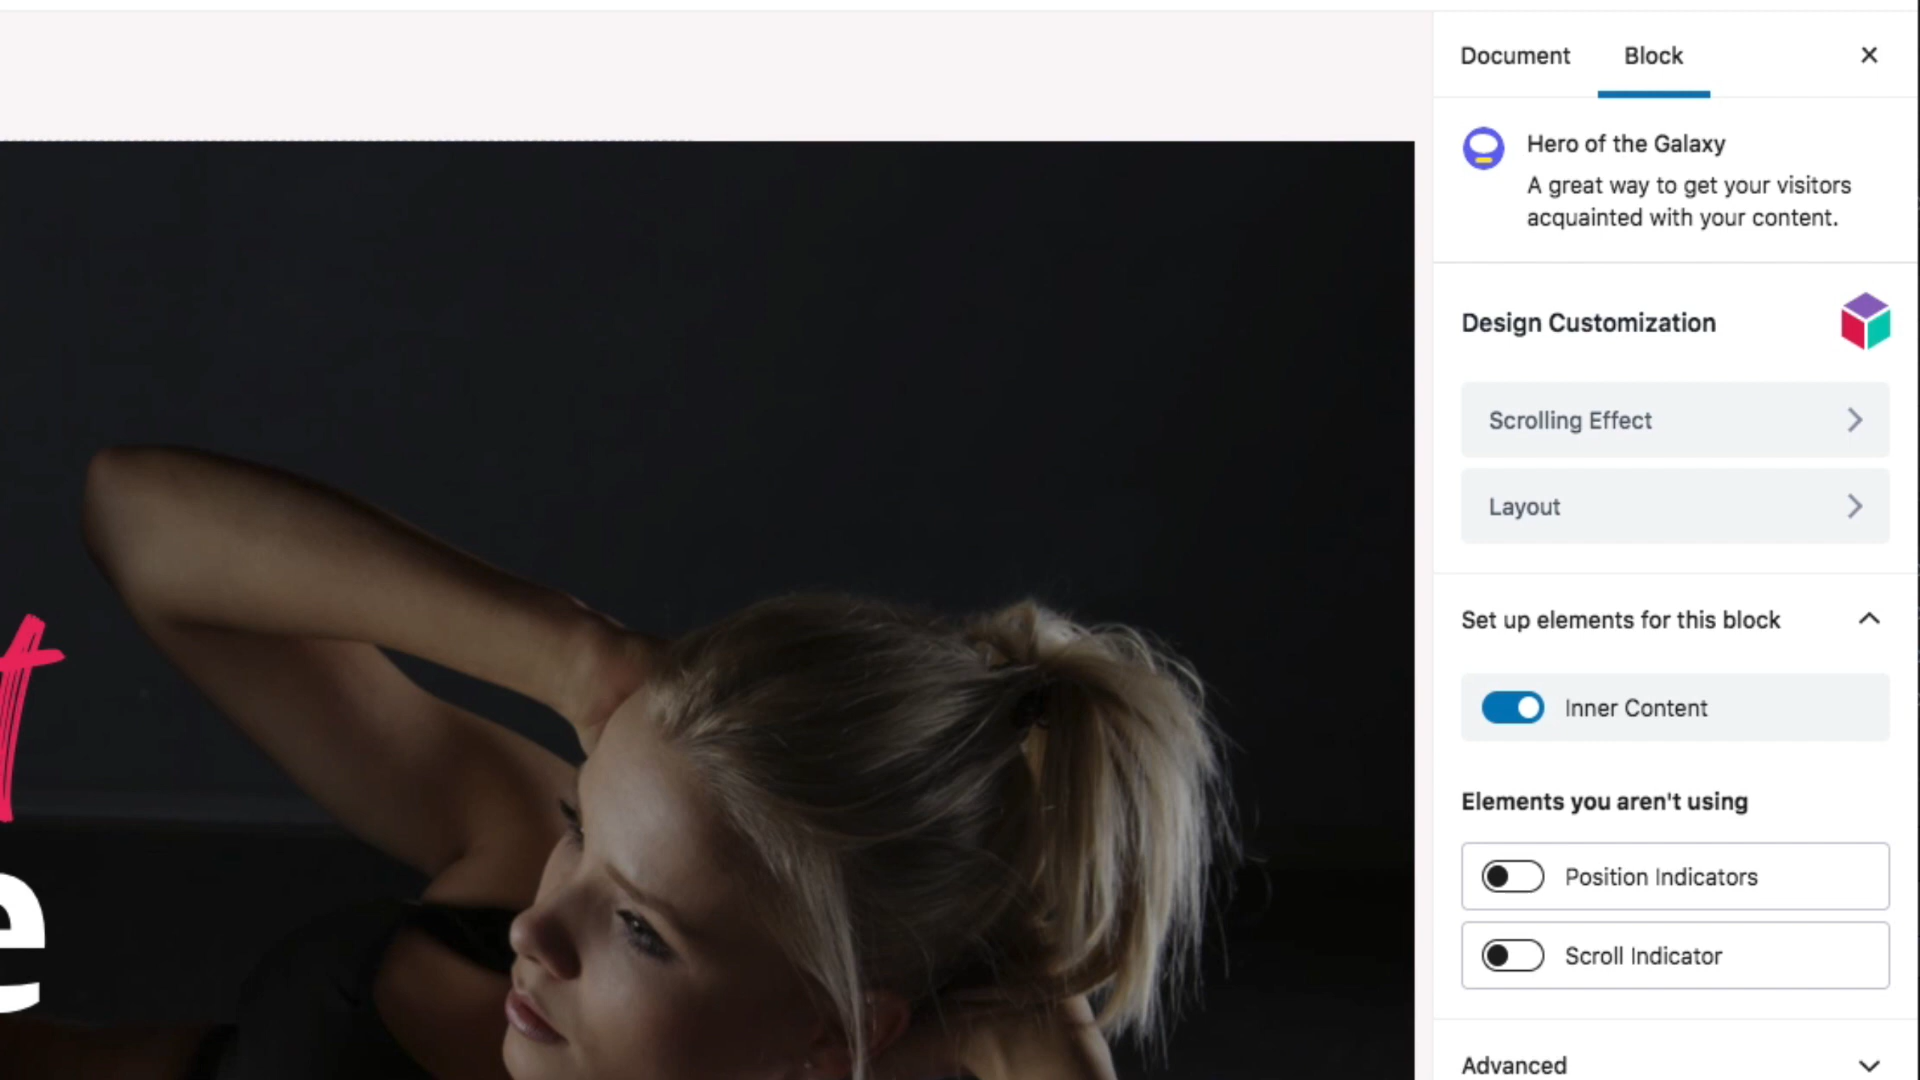 Document
Block
Hero of the Galaxy
A great way to get your visitors
acquainted with your content.
Design Customization
Scrolling Effect
Layout
t
Set up elements for this block
Inner Content
Elements you aren't using
Position Indicators
e
Scroll Indicator
Advanced